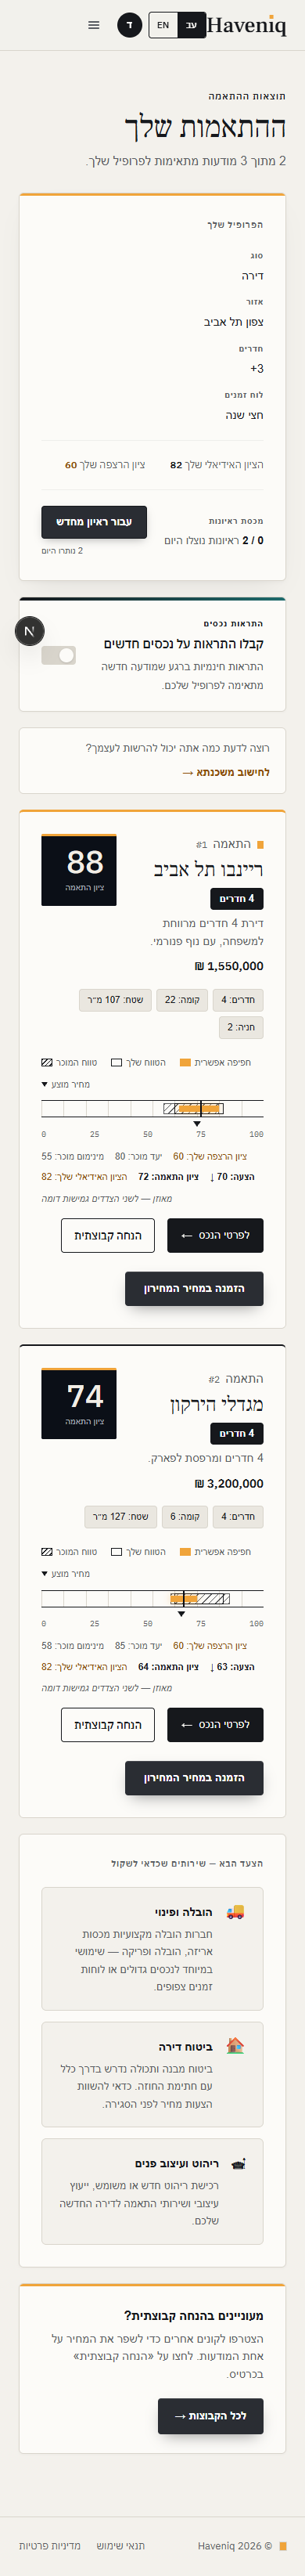 Haveniq
עב
EN
ד
N
תוצאות ההתאמה
ההתאמות שלך
2 מתוך 3 מודעות מתאימות לפרופיל שלך.
הפרופיל שלך
סוג
דירה
אזור
צפון תל אביב
חדרים
3+
לוח זמנים
חצי שנה
הציון האידיאלי שלך 82
ציון הרצפה שלך 60
מכסת ראיונות
0 / 2 ראיונות נוצלו היום
עבור ראיון מחדש
2 נותרו היום
התראות נכסים
קבלו התראות על נכסים חדשים
התראות חינמיות ברגע שמודעה חדשה
מתאימה לפרופיל שלכם.
רוצה לדעת כמה אתה יכול להרשות לעצמך?
לחישוב משכנתא →
התאמה #1
ריינבו תל אביב
4 חדרים
דירת 4 חדרים מרווחת
למשפחה, עם נוף פנורמי.
1,550,000 ₪
88
ציון התאמה
חדרים: 4
קומה: 22
שטח: 107 מ״ר
חניה: 2
חפיפה אפשרית
הטווח שלך
טווח המוכר
מחיר מוצע
0 25 50 75 100
ציון הרצפה שלך: 60
יעד מוכר: 80
מינימום מוכר: 55
הצעה: 70 ↓
ציון התאמה: 72
הציון האידיאלי שלך: 82
מאוזן — לשני הצדדים גמישות דומה
לפרטי הנכס ←
הנחה קבוצתית
הזמנה במחיר המחירון
התאמה #2
מגדלי הירקון
4 חדרים
4 חדרים ומרפסת לפארק.
3,200,000 ₪
74
ציון התאמה
חדרים: 4
קומה: 6
שטח: 127 מ״ר
חפיפה אפשרית
הטווח שלך
טווח המוכר
מחיר מוצע
0 25 50 75 100
ציון הרצפה שלך: 60
יעד מוכר: 85
מינימום מוכר: 58
הצעה: 63 ↓
ציון התאמה: 64
הציון האידיאלי שלך: 82
מאוזן — לשני הצדדים גמישות דומה
לפרטי הנכס ←
הנחה קבוצתית
הזמנה במחיר המחירון
הצעד הבא — שירותים שכדאי לשקול
הובלה ופינוי
חברות הובלה מקצועיות מכסות
אריזה, הובלה ופריקה — שימושי
במיוחד לנכסים גדולים או לוחות
זמנים צפופים.
ביטוח דירה
ביטוח מבנה ותכולה נדרש בדרך כלל
עם חתימת החוזה. כדאי להשוות
הצעות מחיר לפני הסגירה.
ריהוט ועיצוב פנים
רכישת ריהוט חדש או משומש, ייעוץ
עיצובי ושירותי התאמה לדירה החדשה
שלכם.
מעוניינים בהנחה קבוצתית?
הצטרפו לקונים אחרים כדי לשפר את המחיר על
אחת המודעות. לחצו על «הנחה קבוצתית»
בכרטיס.
לכל הקבוצות →
© 2026 Haveniq
תנאי שימוש
מדיניות פרטיות